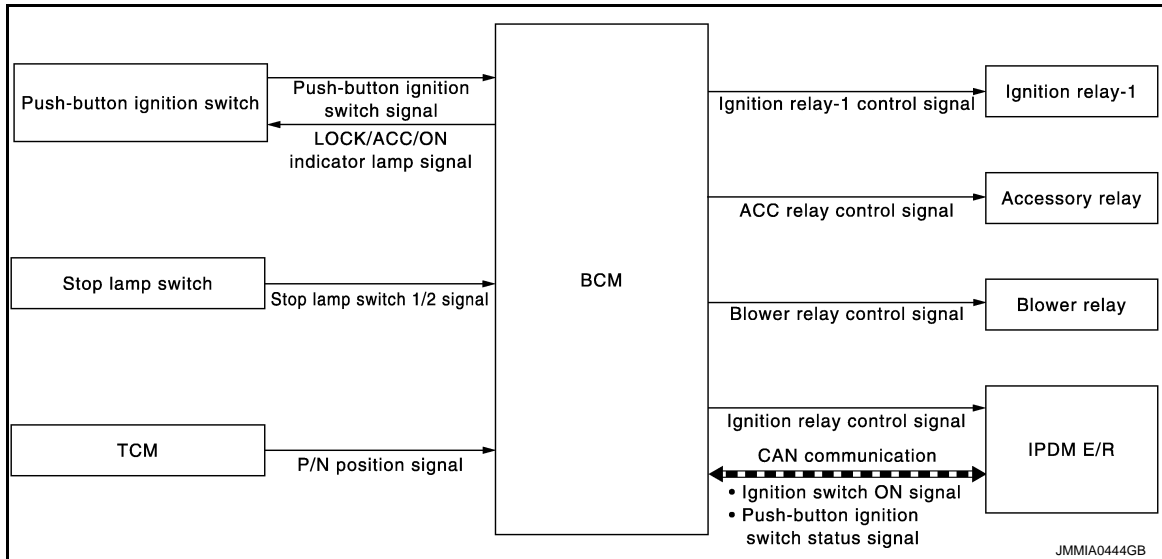 Push-button ignition switch
Push-button ignition
switch signal
LOCK/ACC/ON
indicator lamp signal
Stop lamp switch
Stop lamp switch 1/2 signal
TCM
P/N position signal
BCM
Ignition relay-1 control signal
Ignition relay-1
ACC relay control signal
Accessory relay
Blower relay control signal
Blower relay
Ignition relay control signal
CAN communication
• Ignition switch ON signal
• Push-button ignition
switch status signal
IPDM E/R
JMMIA0444GB